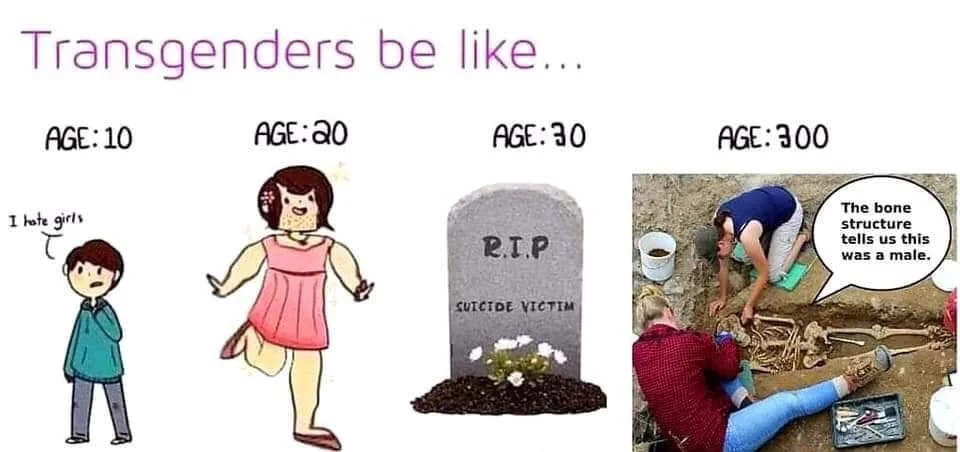 Transgenders be like...
AGE: 10
AGE: 20
AGE: 30
AGE: 300
I hate girls
R.I.P
SUICIDE VICTIM
The bone
structure
tells us this
was a male.